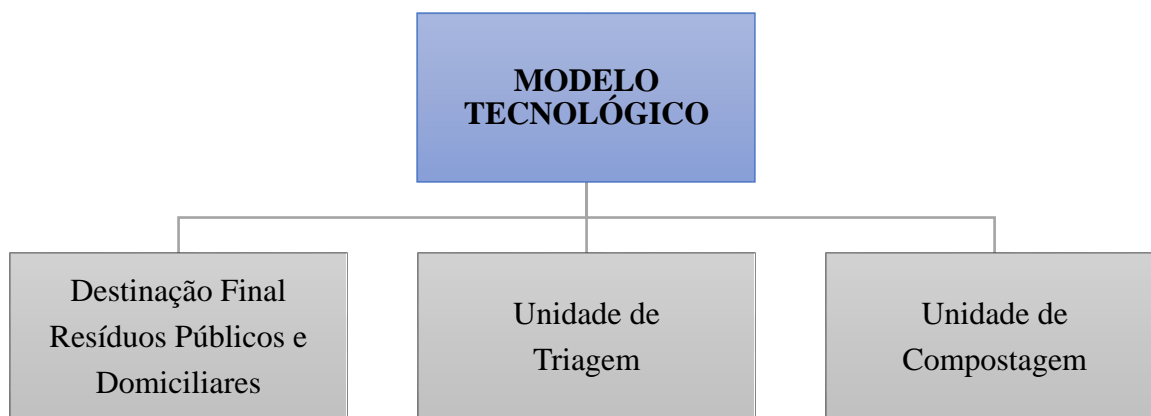 MODELO
TECNOLÓGICO
Destinação Final
Resíduos Públicos e
Domiciliares
Unidade de
Triagem
Unidade de
Compostagem